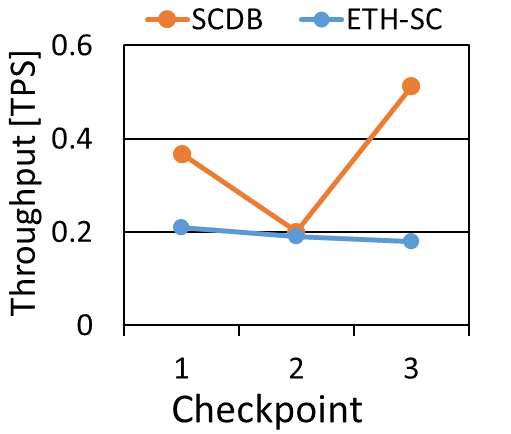 SCDB ETH-SC
Throughput [TPS]
0.6
0.4
0.2
0
1 2 3
Checkpoint